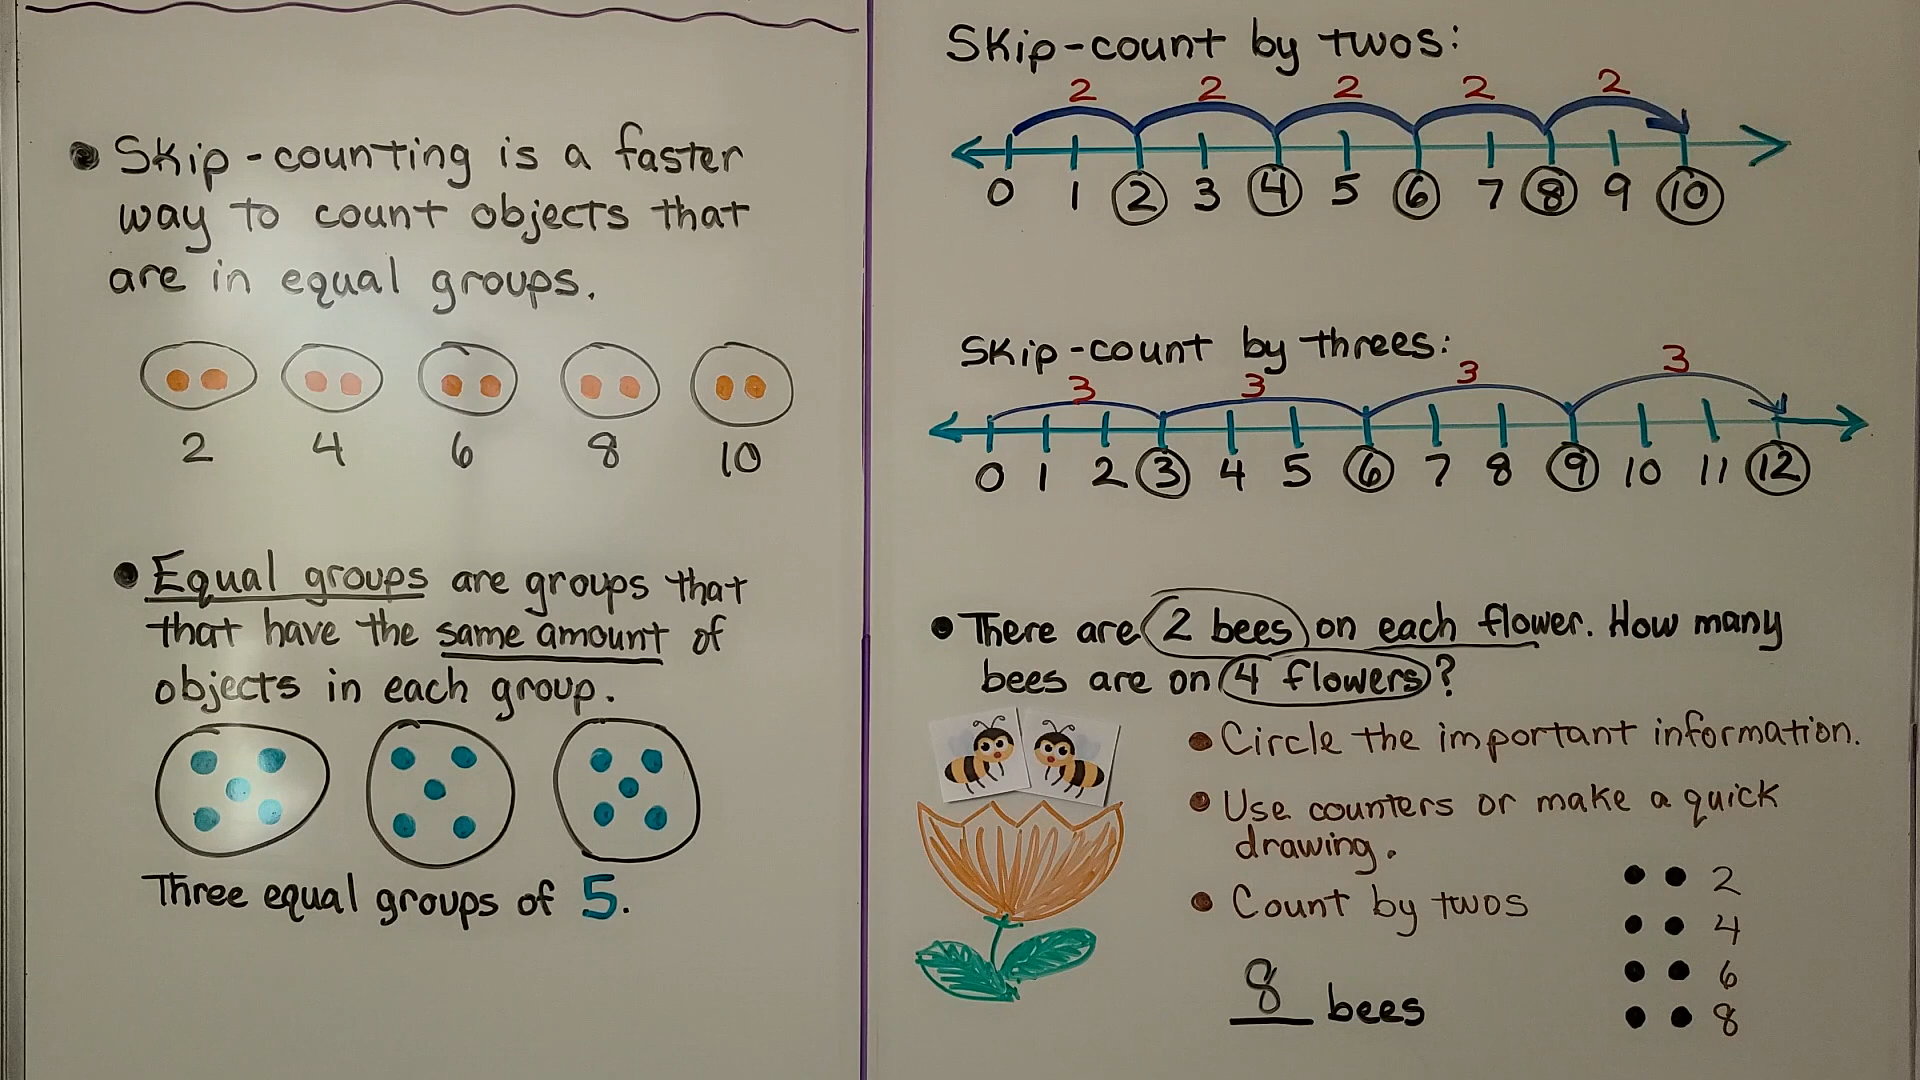 Skip-counting is a faster
way to count objects that
are in equal groups.
2 4 6 8 10
Equal groups are groups that
that have the same amount of
objects in each group.
Three equal groups of 5.
Skip-count by twos:
2 2 2 2 2
0 1 2 3 4 5 6 7 8 9 10
Skip-count by threes:
3 3 3 3
0 1 2 3 4 5 6 7 8 9 10 11 12
There are 2 bees on each flower. How many
bees are on 4 flowers?
Circle the important information.
Use counters or make a quick
drawing.
Count by twos
2
4
6
8
8 bees